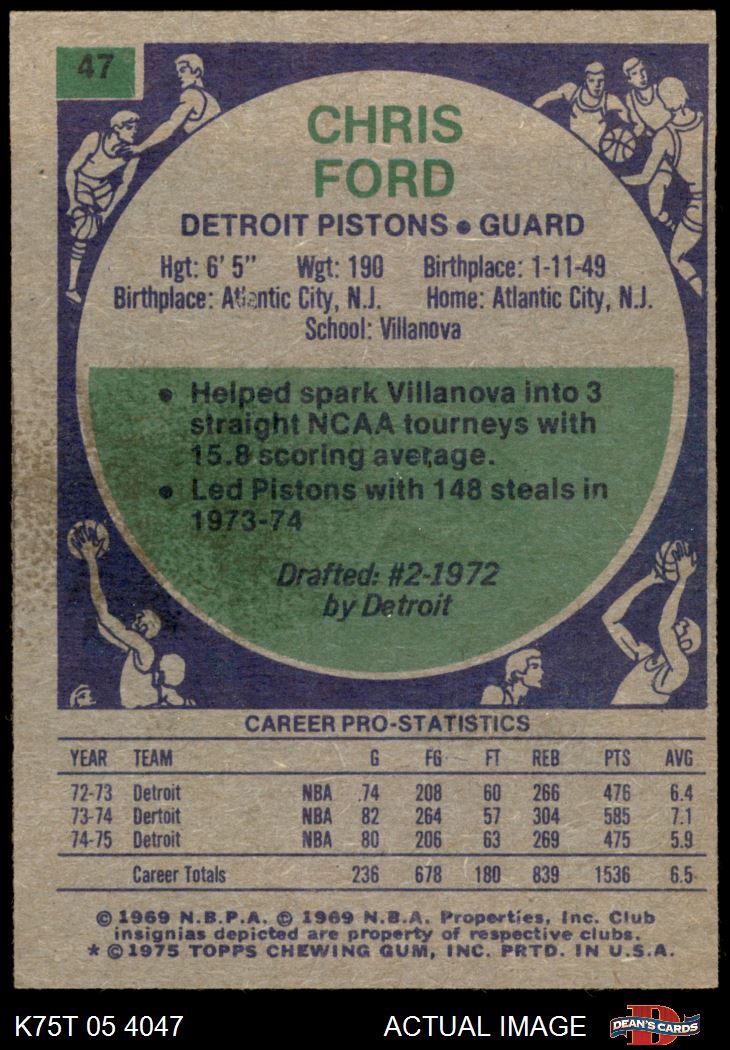 47
CHRIS
FORD
DETROIT PISTONS • GUARD
Hgt: 6' 5" Wgt: 190 Birthplace: 1-11-49
Birthplace: Atlantic City, N.J. Home: Atlantic City, N.J.
School: Villanova
• Helped spark Villanova into 3
straight NCAA tourneys with
15.8 scoring average.
• Led Pistons with 148 steals in
1973-74
Drafted: #2-1972
by Detroit
CAREER PRO-STATISTICS
YEAR TEAM G FG FT REB PTS AVG
72-73 Detroit NBA 74 208 60 266 476 6.4
73-74 Dertoit NBA 82 264 57 304 585 7.1
74-75 Detroit NBA 80 206 63 269 475 5.9
Career Totals 236 678 180 839 1536 6.5
© 1969 N.B.P.A. © 1969 N.B.A. Properties, Inc. Club
insignias depicted are property of respective clubs.
* © 1975 TOPPS CHEWING GUM, INC. PRTD. IN U.S.A.
K75T 05 4047 ACTUAL IMAGE D DEAN'S CARDS